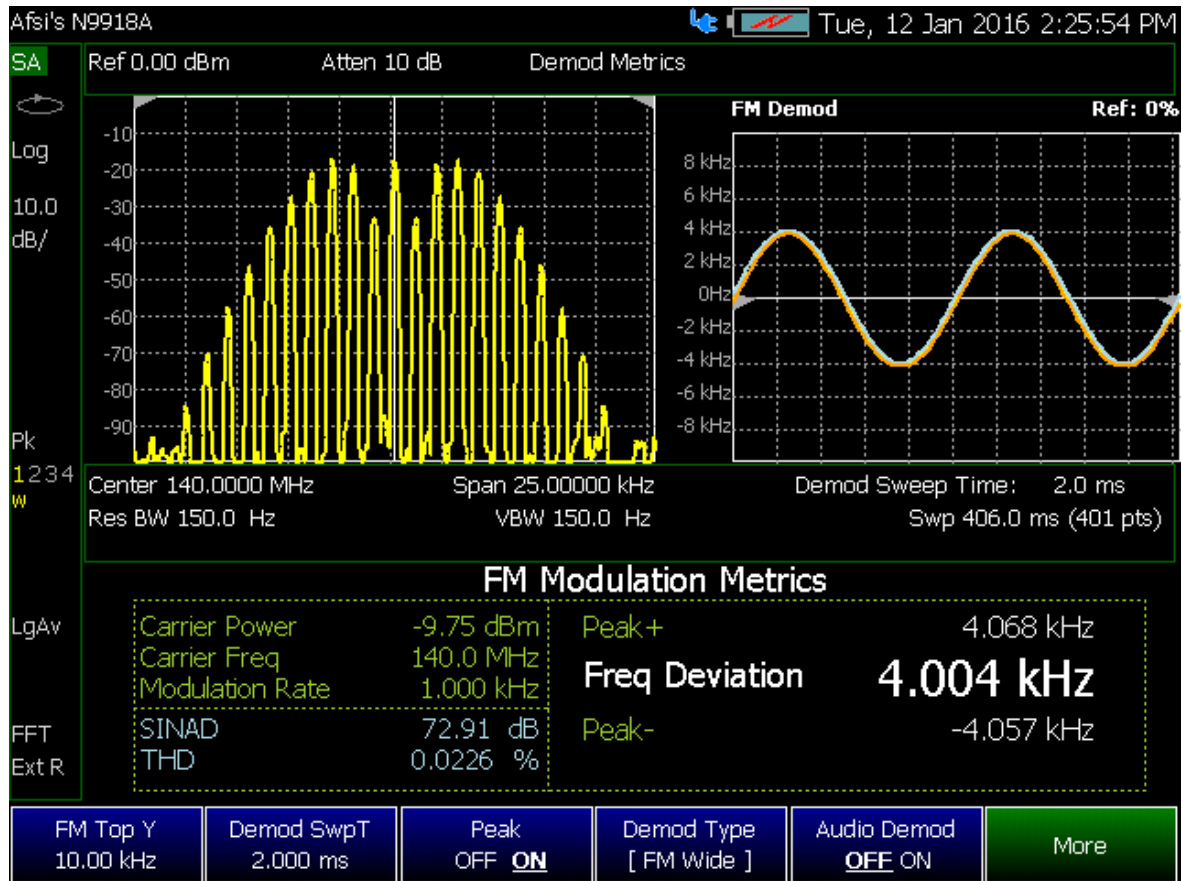 Afsi's N9918A Tue, 12 Jan 2016 2:25:54 PM
SA Ref 0.00 dBm Atten 10 dB Demod Metrics
FM Demod Ref: 0%
Log
10.0
dB/
-10
-20
-30
-40
-50
-60
-70
-80
-90
8 kHz
6 kHz
4 kHz
2 kHz
0Hz
-2 kHz
-4 kHz
-6 kHz
-8 kHz
Pk
1234
W
Center 140.0000 MHz Span 25.00000 kHz Demod Sweep Time: 2.0 ms
Res BW 150.0 Hz VBW 150.0 Hz Swp 406.0 ms (401 pts)
FM Modulation Metrics
LgAv
Carrier Power -9.75 dBm Peak+ 4.068 kHz
Carrier Freq 140.0 MHz Freq Deviation 4.004 kHz
Modulation Rate 1.000 kHz
SINAD 72.91 dB Peak- -4.057 kHz
THD 0.0226 %
FFT
Ext R
FM Top Y
10.00 kHz
Demod SwpT
2.000 ms
Peak
OFF ON
Demod Type
[ FM Wide ]
Audio Demod
OFF ON
More